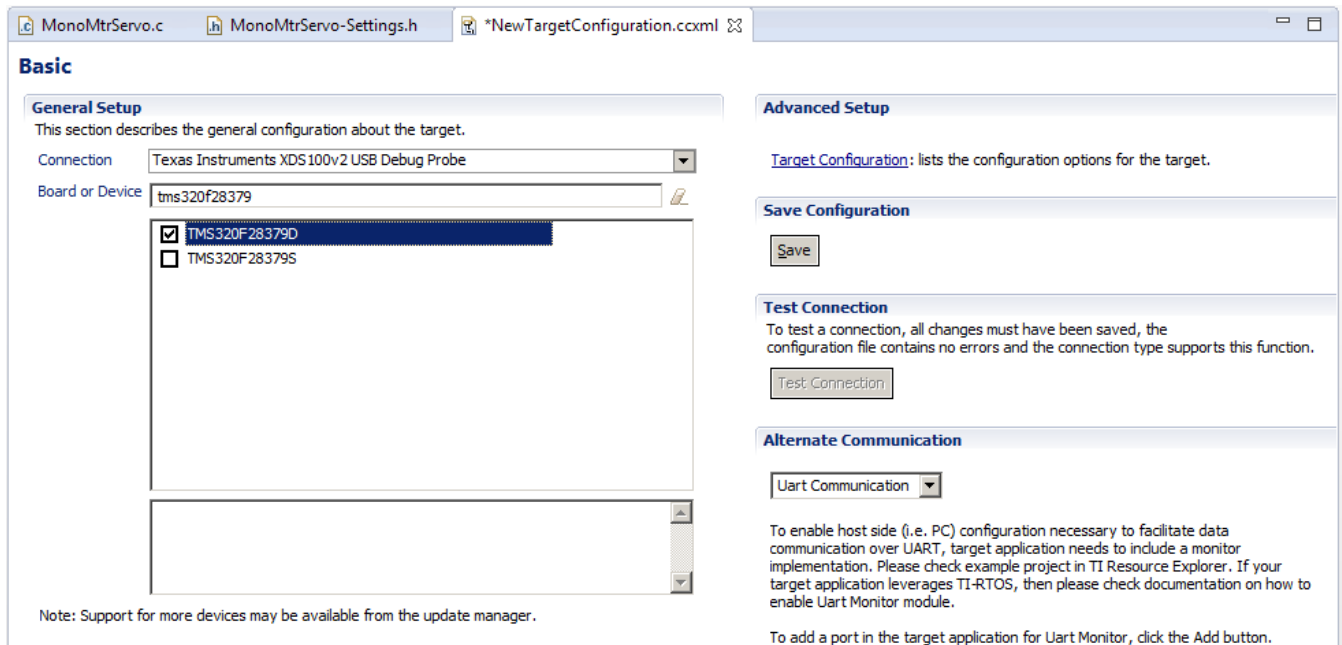 MonoMtrServo.c
MonoMtrServo-Settings.h
*NewTargetConfiguration.ccxml
Basic
General Setup
This section describes the general configuration about the target.
Connection
Texas Instruments XDS100v2 USB Debug Probe
Board or Device
tms320f28379
TMS320F28379D
TMS320F28379S
Note: Support for more devices may be available from the update manager.
Advanced Setup
Target Configuration: lists the configuration options for the target.
Save Configuration
Save
Test Connection
To test a connection, all changes must have been saved, the
configuration file contains no errors and the connection type supports this function.
Test Connection
Alternate Communication
Uart Communication
To enable host side (i.e. PC) configuration necessary to facilitate data
communication over UART, target application needs to include a monitor
implementation. Please check example project in TI Resource Explorer. If your
target application leverages TI-RTOS, then please check documentation on how to
enable Uart Monitor module.
To add a port in the target application for Uart Monitor, click the Add button.